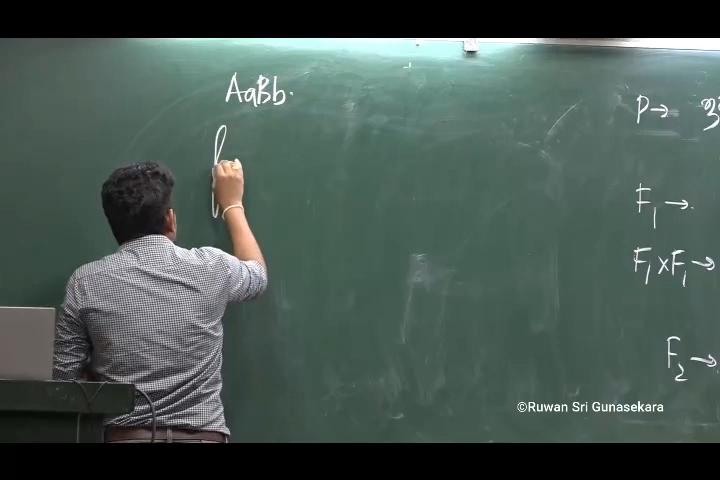 AaBb.
P→
F₁ →.
F₁ x F₁ →
F₂ →
©Ruwan Sri Gunasekara